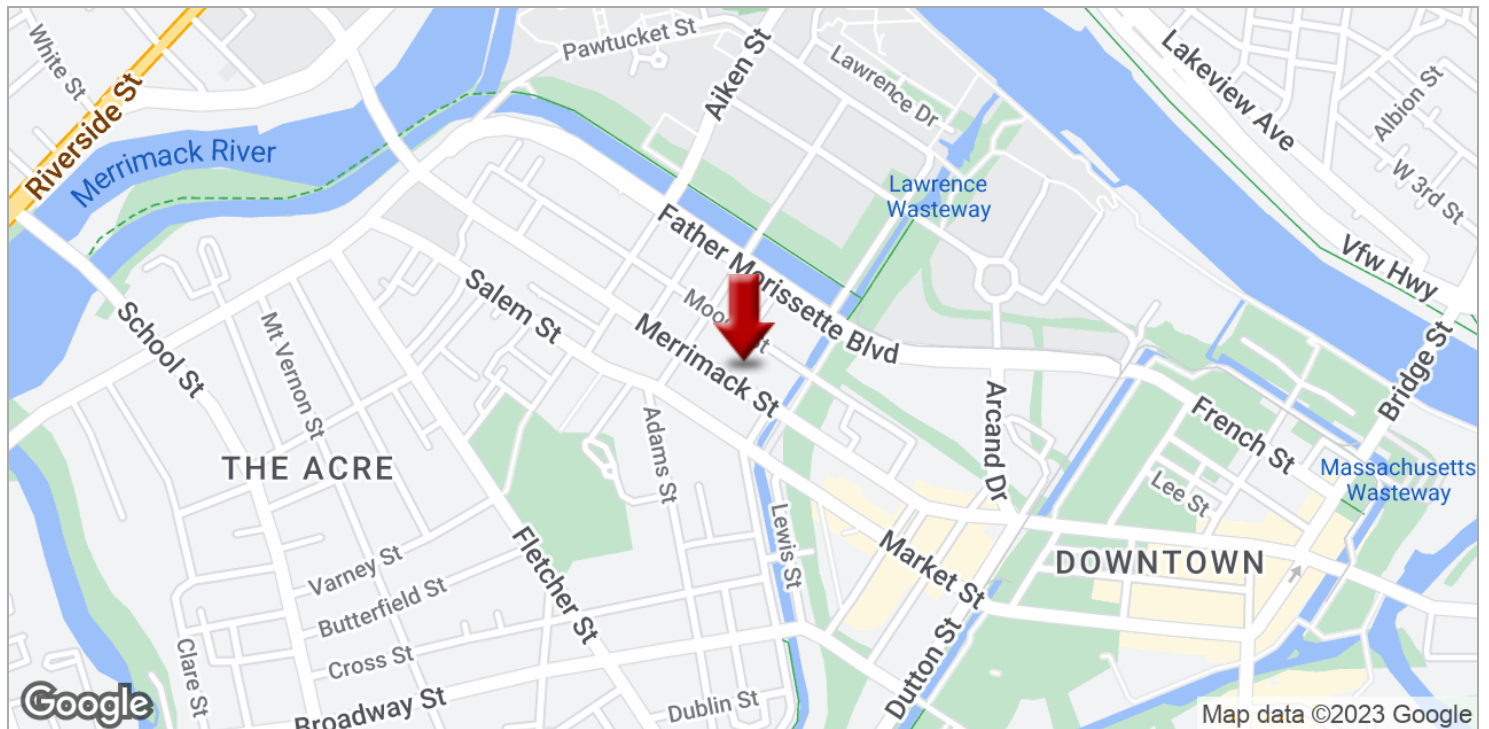 White St
Riverside St
Merrimack River
Pawtucket St
Aiken St
Lawrence Dr
Lakeview Ave
Albion St
W 3rd St
Vfw Hwy
Lawrence
Wasteway
Father Morissette Blvd
Salem St
Merrimack St
School St
Mt Vernon St
Adams St
Arcand Dr
Bridge St
French St
THE ACRE
Lee St
Massachusetts
Wasteway
Lewis St
Market St
DOWNTOWN
Fletcher St
Varney St
Butterfield St
Cross St
Clare St
Broadway St
Dublin St
Dutton St
Google
Map data ©2023 Google